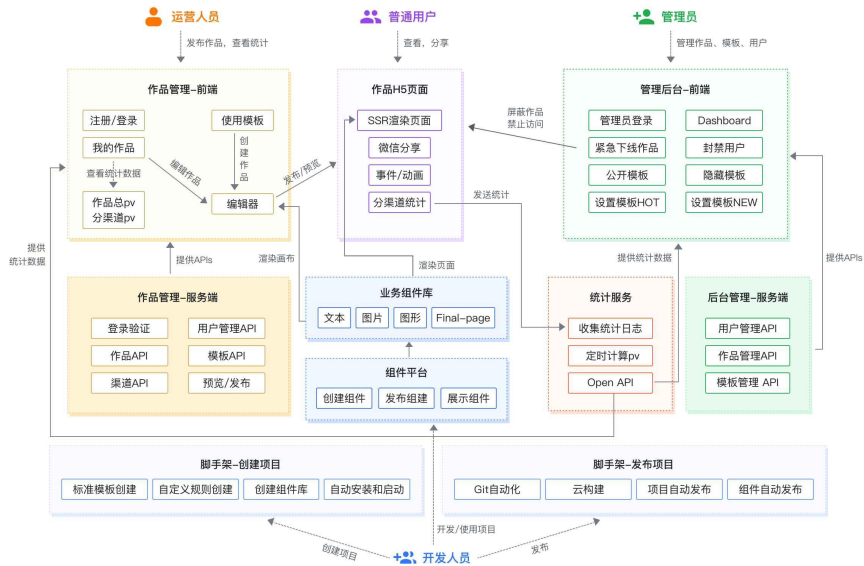 运营人员
普通用户
管理员
发布作品，查看统计
查看，分享
管理作品、模板、用户
作品管理-前端
注册/登录
使用模板
我的作品
查看统计数据
创建作品
编辑作品
作品总pv
分渠道pv
编辑器
发布/预览
作品H5页面
SSR渲染页面
微信分享
事件/动画
分渠道统计
屏蔽作品
禁止访问
发送统计
管理后台-前端
管理员登录
Dashboard
紧急下线作品
封禁用户
公开模板
隐藏模板
设置模板HOT
设置模板NEW
提供
统计数据
提供APIs
渲染画布
渲染页面
提供统计数据
提供APIs
作品管理-服务端
登录验证
用户管理API
作品API
模板API
渠道API
预览/发布
业务组件库
文本
图片
图形
Final-page
组件平台
创建组件
发布组建
展示组件
统计服务
收集统计日志
定时计算pv
Open API
后台管理-服务端
用户管理API
作品管理API
模板管理 API
脚手架-创建项目
标准模板创建
自定义规则创建
创建组件库
自动安装和启动
脚手架-发布项目
Git自动化
云构建
项目自动发布
组件自动发布
创建项目
开发/使用项目
发布
开发人员